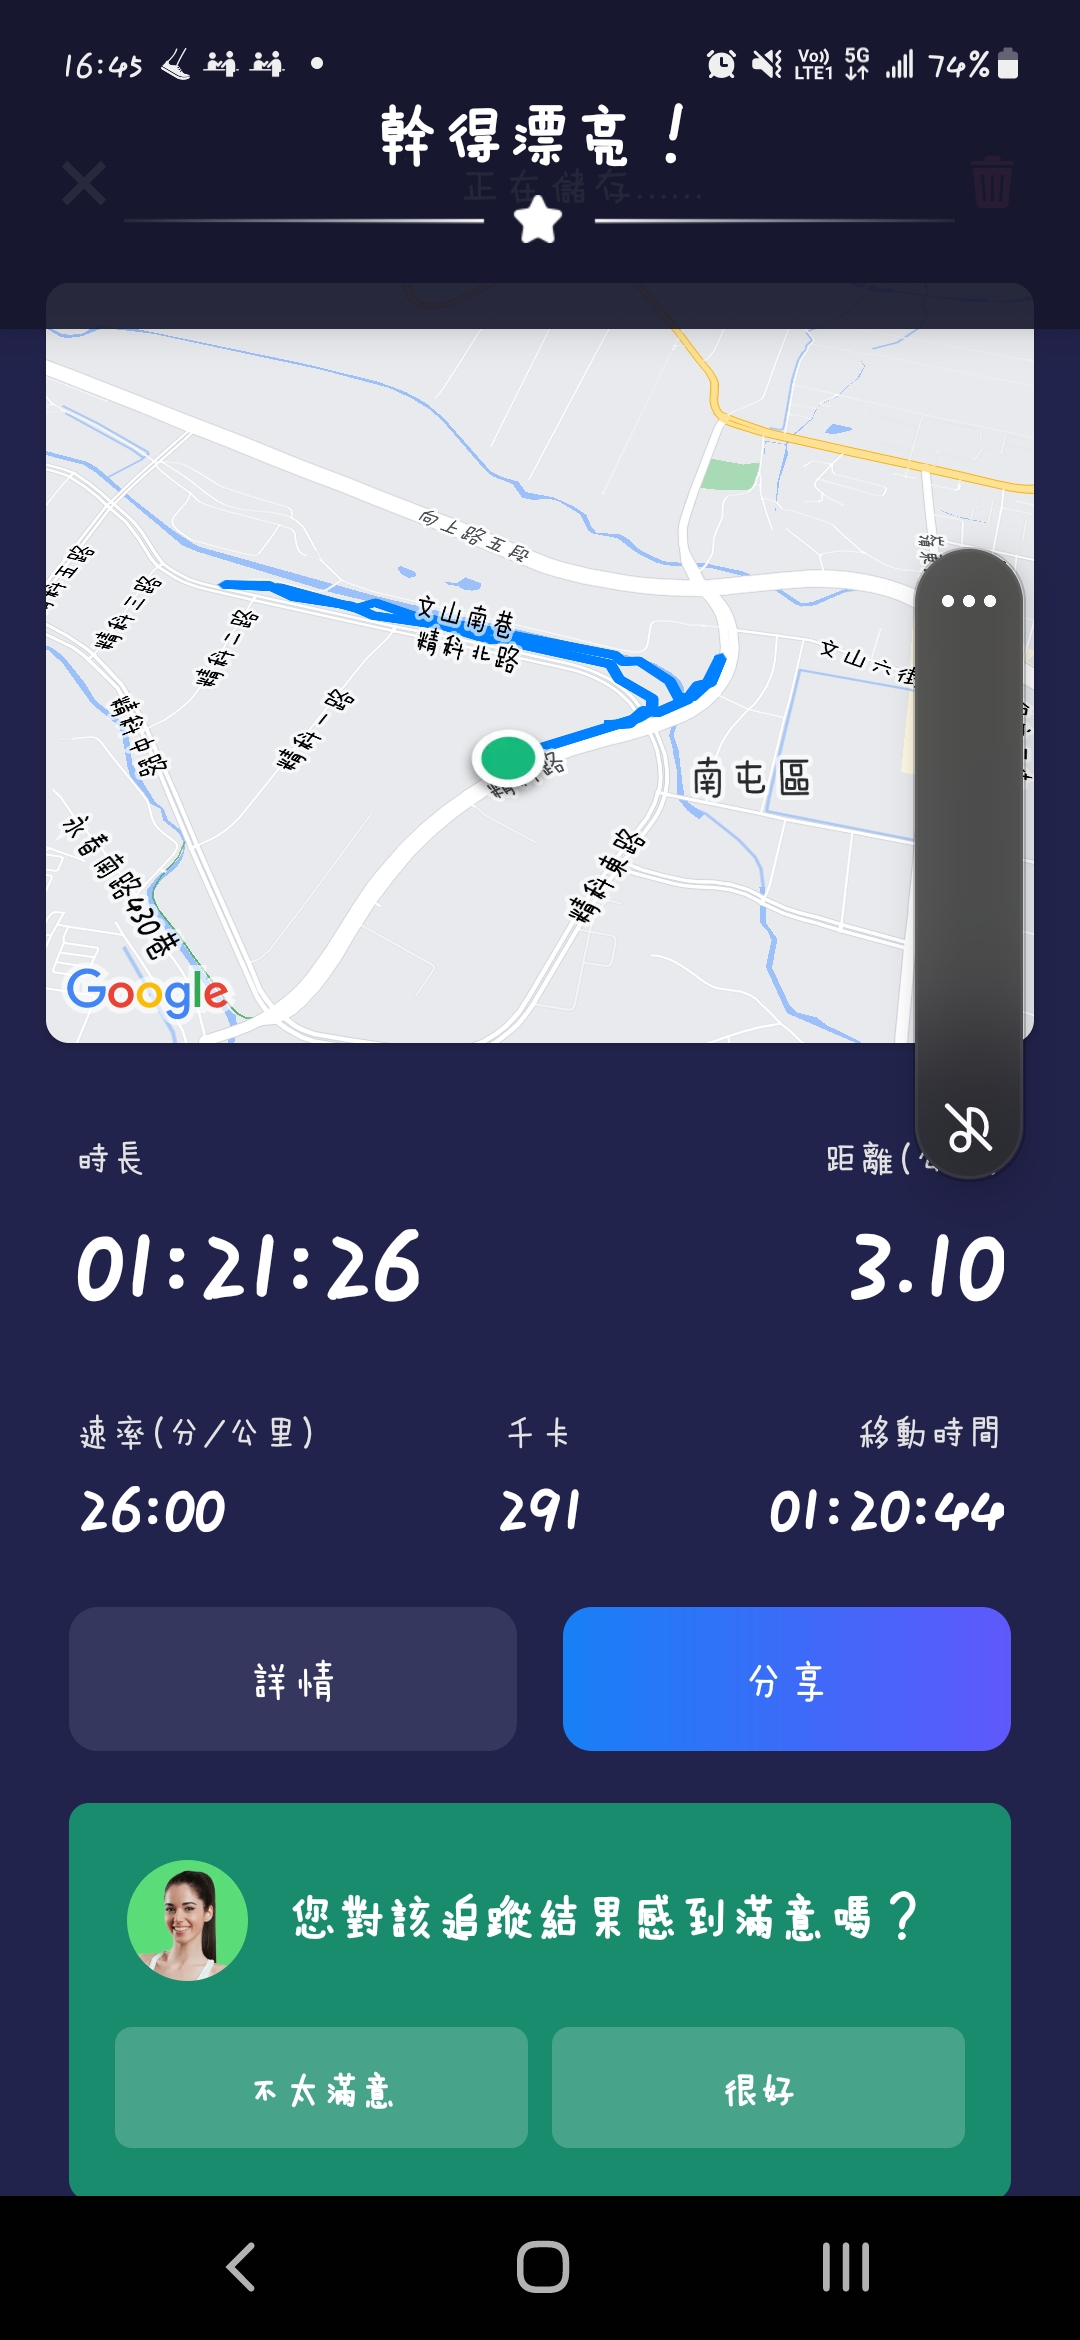 16:45
Vo)) LTE1 5G 74%
幹得漂亮！
正在儲存......
向上路五段
文山南巷
精科北路
精科三路
精科二路
精科一路
精科中路
文山六街
南屯區
精科東路
永春南路430巷
Google
時長
距離(
01:21:26
3.10
速率(分/公里)
千卡
移動時間
26:00
291
01:20:44
詳情
分享
您對該追蹤結果感到滿意嗎？
不太滿意
很好